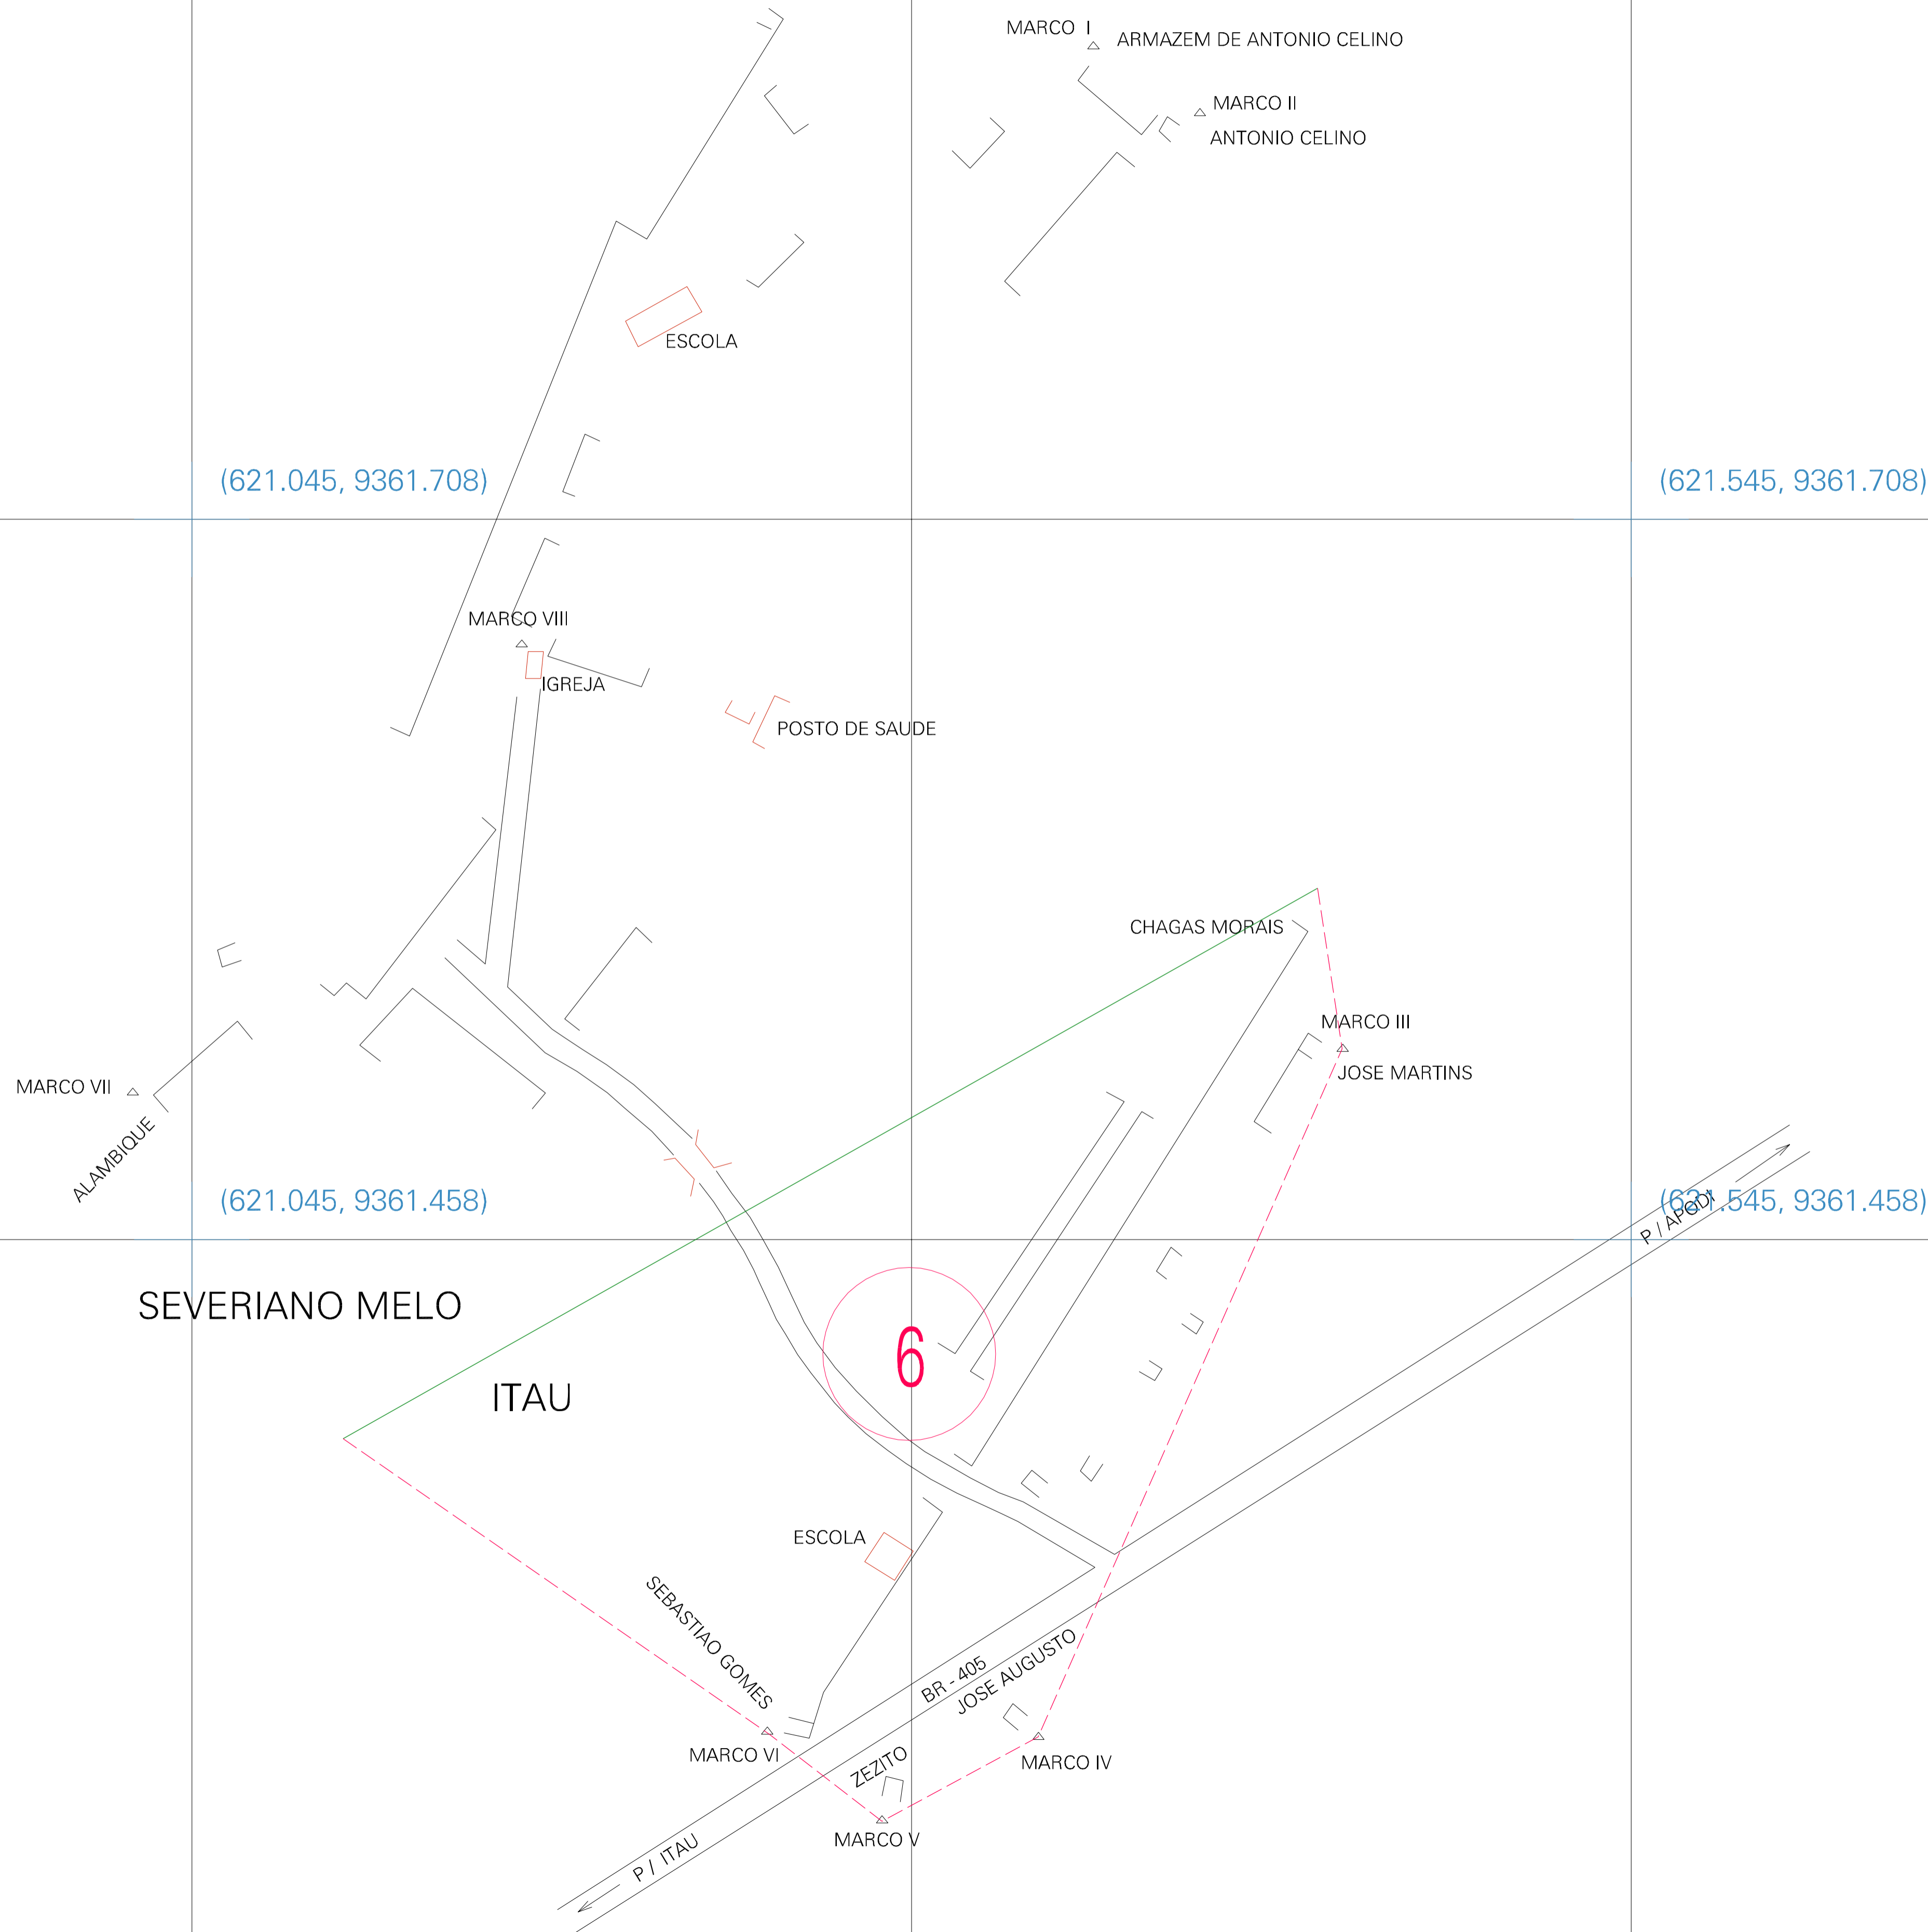 MARCO I
ARMAZEM DE ANTONIO CELINO
MARCO II
ANTONIO CELINO
ESCOLA
(621.045, 9361.708)
(621.545, 9361.708)
MARCO VIII
IGREJA
POSTO DE SAUDE
CHAGAS MORAIS
MARCO III
JOSE MARTINS
MARCO VII
ALAMBIQUE
(621.045, 9361.458)
(621.545, 9361.458)
P / APODI
SEVERIANO MELO
6
ITAU
ESCOLA
SEBASTIAO GOMES
BR - 405
JOSE AUGUSTO
MARCO VI
ZEZITO
MARCO IV
MARCO V
P / ITAU